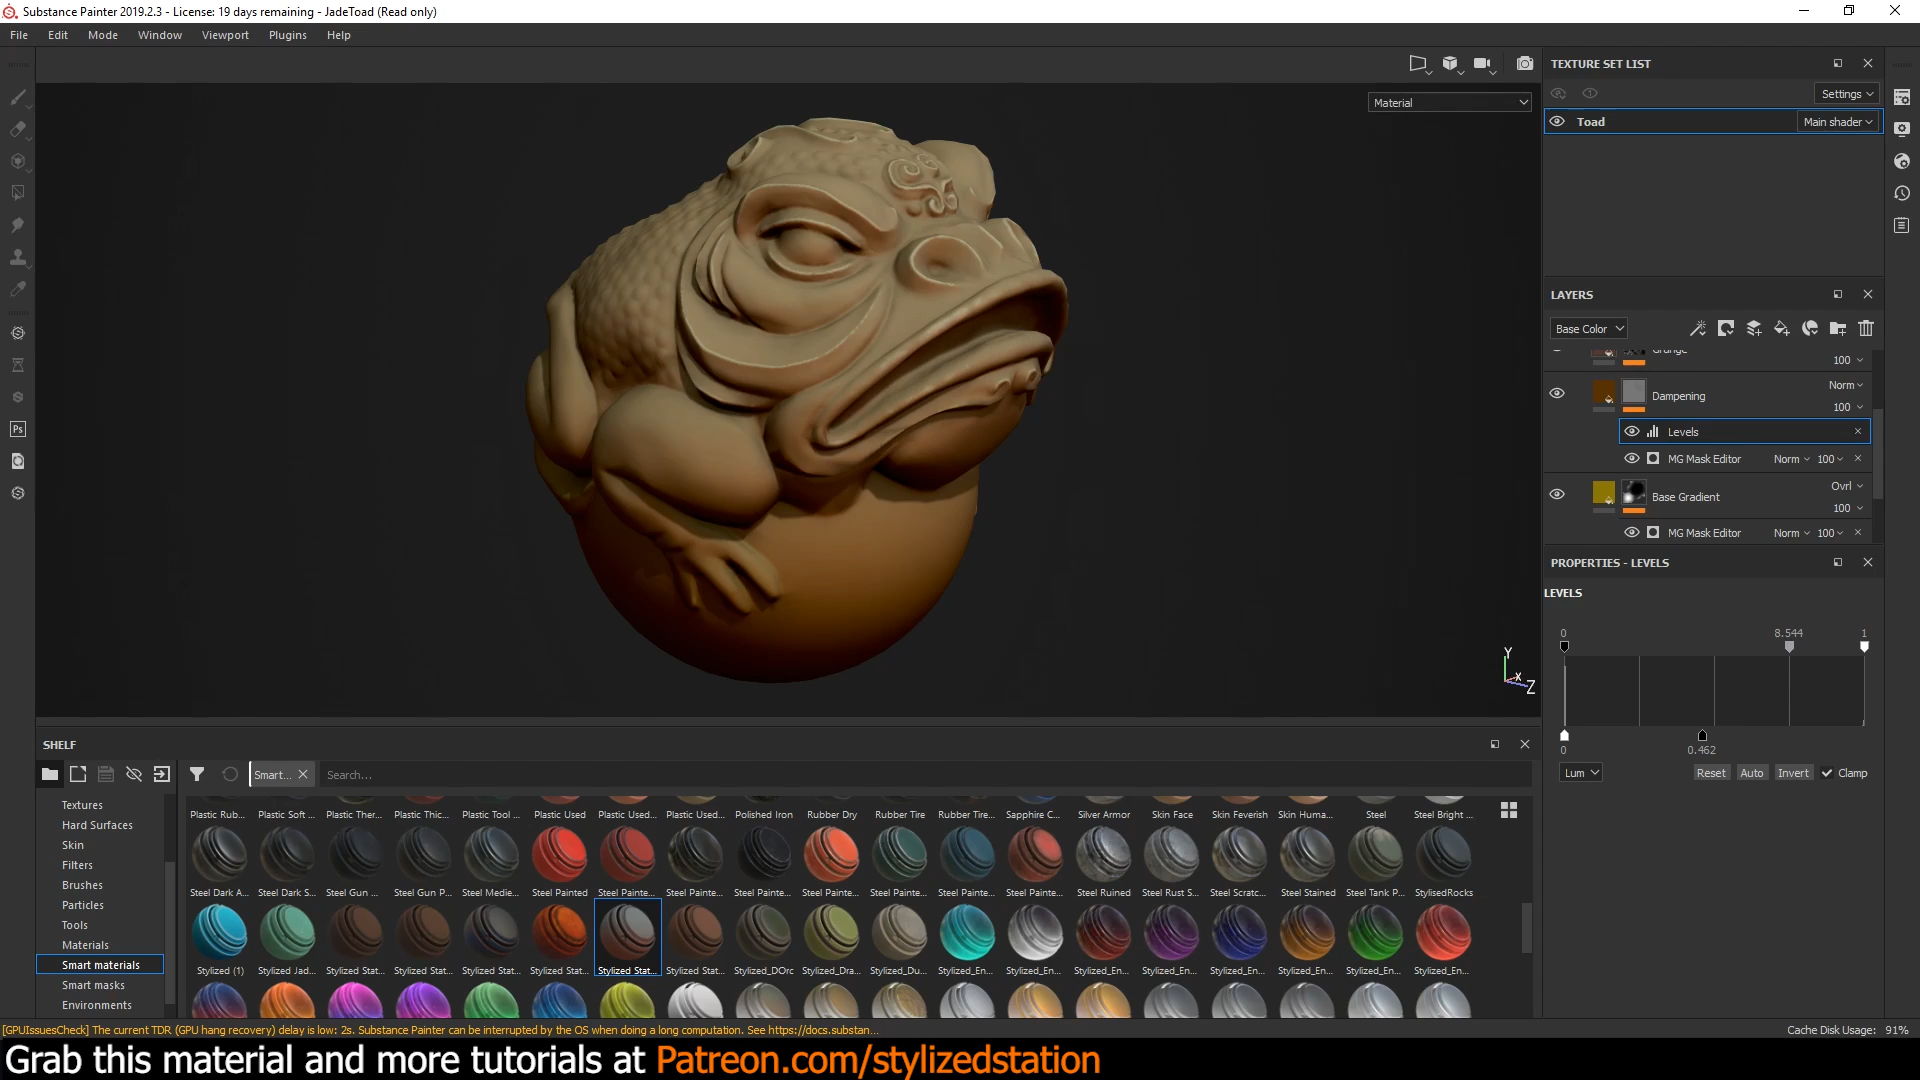 Substance Painter 2019.2.3 - License: 19 days remaining - JadeToad (Read only)
File Edit Mode Window Viewport Plugins Help
Material
TEXTURE SET LIST
Settings
Toad Main shader
LAYERS
Base Color
100
Norm
Dampening
100
Levels
MG Mask Editor Norm 100
Ovrl
Base Gradient
100
MG Mask Editor Norm 100
PROPERTIES - LEVELS
LEVELS
0 8.544 1
0 0.462
Lum Reset Auto Invert Clamp
Y
X
Z
Ps
SHELF
Smart... Search...
Textures
Hard Surfaces
Skin
Filters
Brushes
Particles
Tools
Materials
Smart materials
Smart masks
Environments
Plastic Rub... Plastic Soft ... Plastic Ther... Plastic Thic... Plastic Tool ... Plastic Used Plastic Used... Plastic Used... Polished Iron Rubber Dry Rubber Tire Rubber Tire... Sapphire C... Silver Armor Skin Face Skin Feverish Skin Huma... Steel Steel Bright ...
Steel Dark A... Steel Dark S... Steel Gun ... Steel Gun P... Steel Medie... Steel Painted Steel Painte... Steel Painte... Steel Painte... Steel Painte... Steel Painte... Steel Painte... Steel Painte... Steel Ruined Steel Rust S... Steel Scratc... Steel Stained Steel Tank P... StylisedRocks
Stylized (1) Stylized Jad... Stylized Stat... Stylized Stat... Stylized Stat... Stylized Stat... Stylized Stat... Stylized Stat... Stylized_DOrc Stylized_Dra... Stylized_Du... Stylized_En... Stylized_En... Stylized_En... Stylized_En... Stylized_En... Stylized_En... Stylized_En... Stylized_En...
[GPUIssuesCheck] The current TDR (GPU hang recovery) delay is low: 2s. Substance Painter can be interrupted by the OS when doing a long computation. See https://docs.substan...
Cache Disk Usage: 91%
Grab this material and more tutorials at Patreon.com/stylizedstation